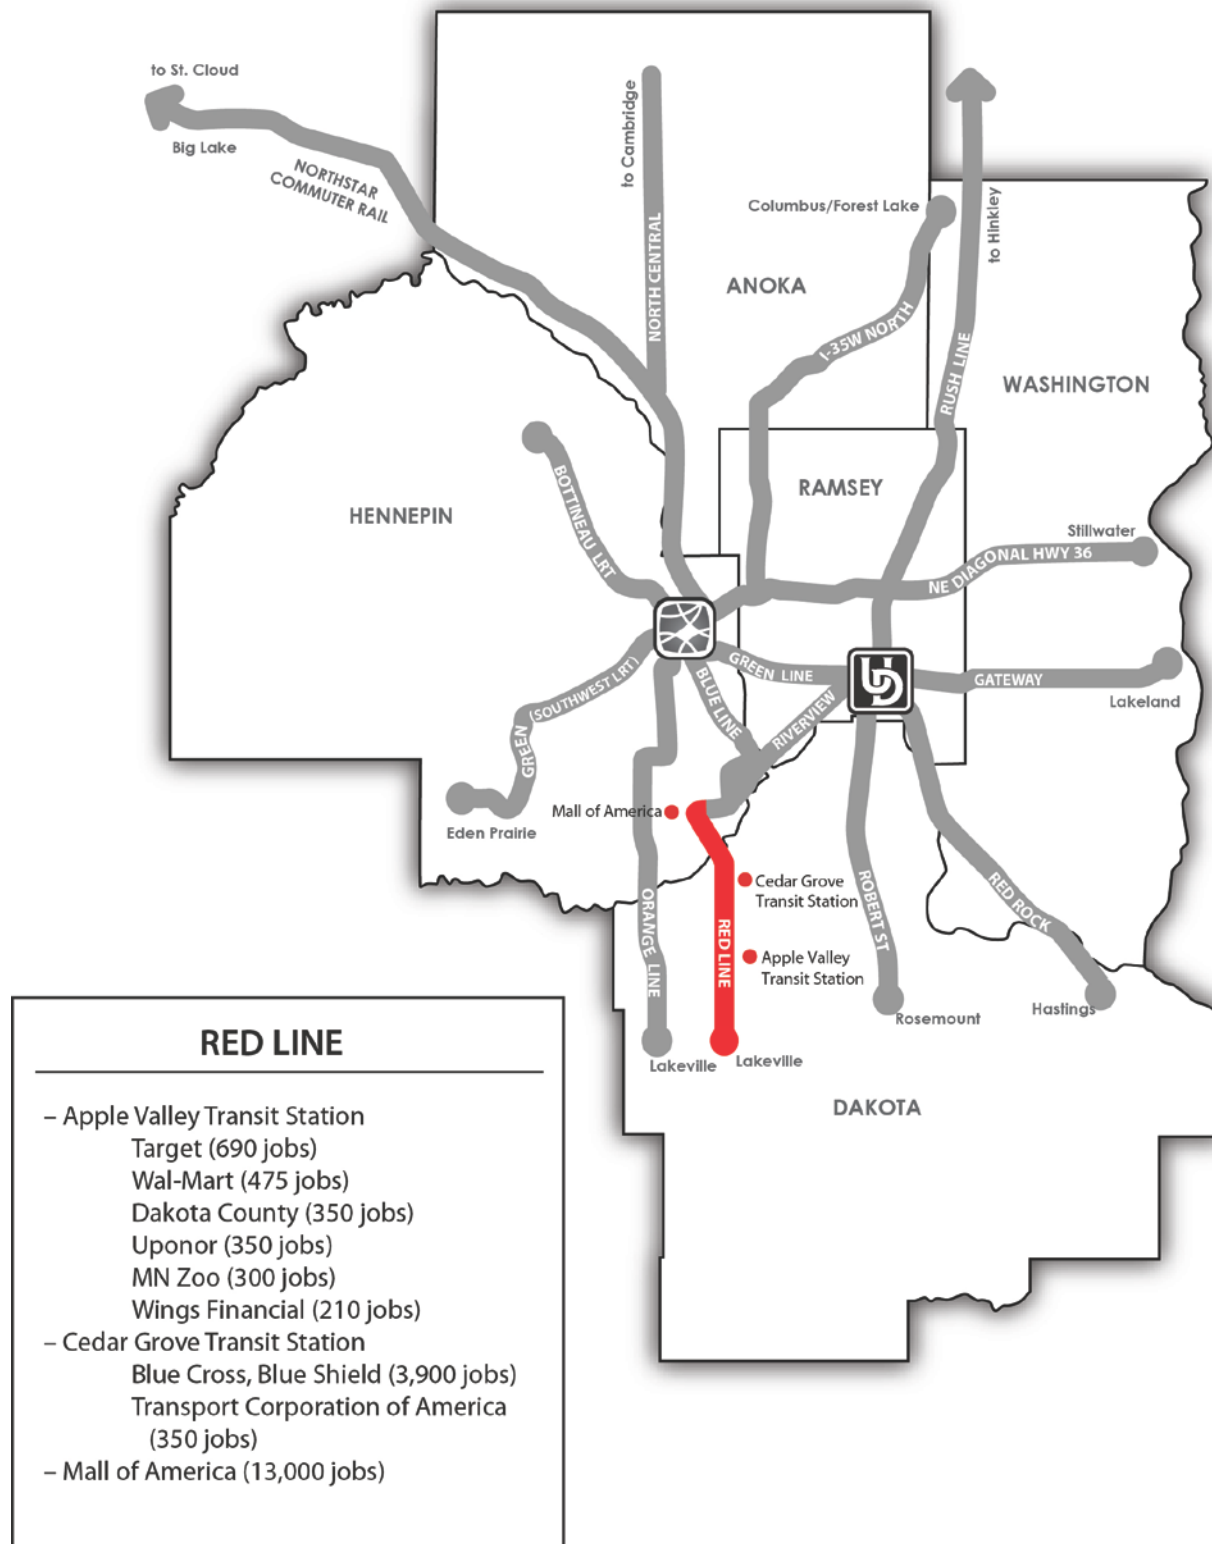 to St. Cloud
Big Lake
NORTHSTAR
COMMUTER RAIL
to Cambridge
NORTH CENTRAL
Columbus/Forest Lake
to Hinkley
ANOKA
I-35W NORTH
RUSH LINE
WASHINGTON
HENNEPIN
BOTTINEAU LRT
RAMSEY
Stillwater
NE DIAGONAL HWY 36
GREEN (SOUTHWEST LRT)
BLUE LINE
GREEN LINE
RIVERVIEW
UD
GATEWAY
Lakeland
Eden Prairie
Mall of America
Cedar Grove
Transit Station
Apple Valley
Transit Station
ORANGE LINE
RED LINE
ROBERT ST
RED ROCK
Rosemount
Hastings
Lakeville
Lakeville
DAKOTA
RED LINE
– Apple Valley Transit Station
Target (690 jobs)
Wal-Mart (475 jobs)
Dakota County (350 jobs)
Uponor (350 jobs)
MN Zoo (300 jobs)
Wings Financial (210 jobs)
– Cedar Grove Transit Station
Blue Cross, Blue Shield (3,900 jobs)
Transport Corporation of America
(350 jobs)
– Mall of America (13,000 jobs)